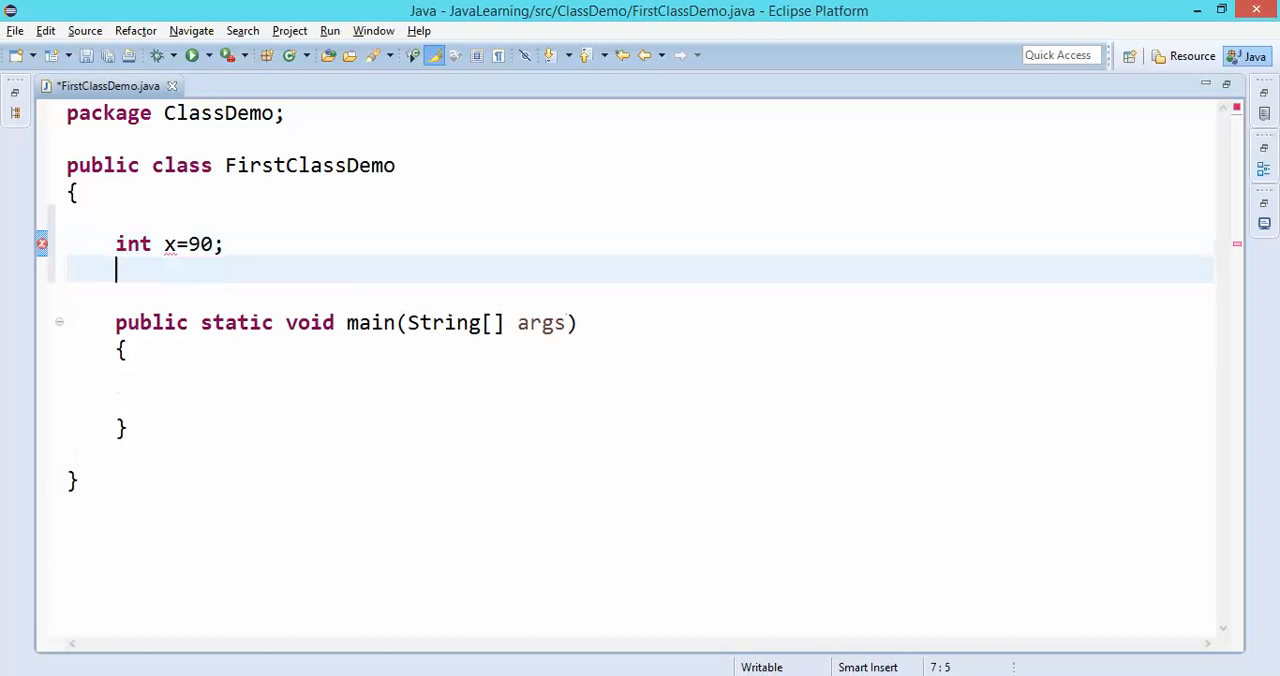 Java - JavaLearning/src/ClassDemo/FirstClassDemo.java - Eclipse Platform
File Edit Source Refactor Navigate Search Project Run Window Help
Quick Access Resource Java
*FirstClassDemo.java
package ClassDemo;
public class FirstClassDemo
{
int x=90;
public static void main(String[] args)
{
}
}
Writable Smart Insert 7 : 5